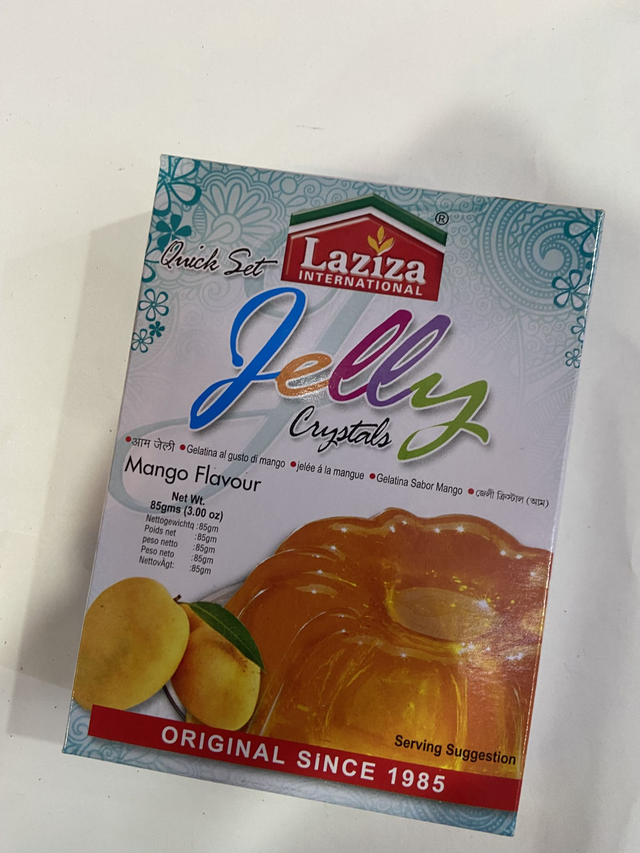 Quick Set
Laziza
®
INTERNATIONAL
Jelly
Crystals
•आम जेली •Gelatina al gusto di mango •jelée á la mangue •Gelatina Sabor Mango •জেলী ক্রিস্টাল (আম)
Mango Flavour
Net Wt.
85gms (3.00 oz)
Nettogewichtq :85gm
Poids net :85gm
peso netto :85gm
Peso neto :85gm
NettovÄgt: :85gm
Serving Suggestion
ORIGINAL SiNCE 1985